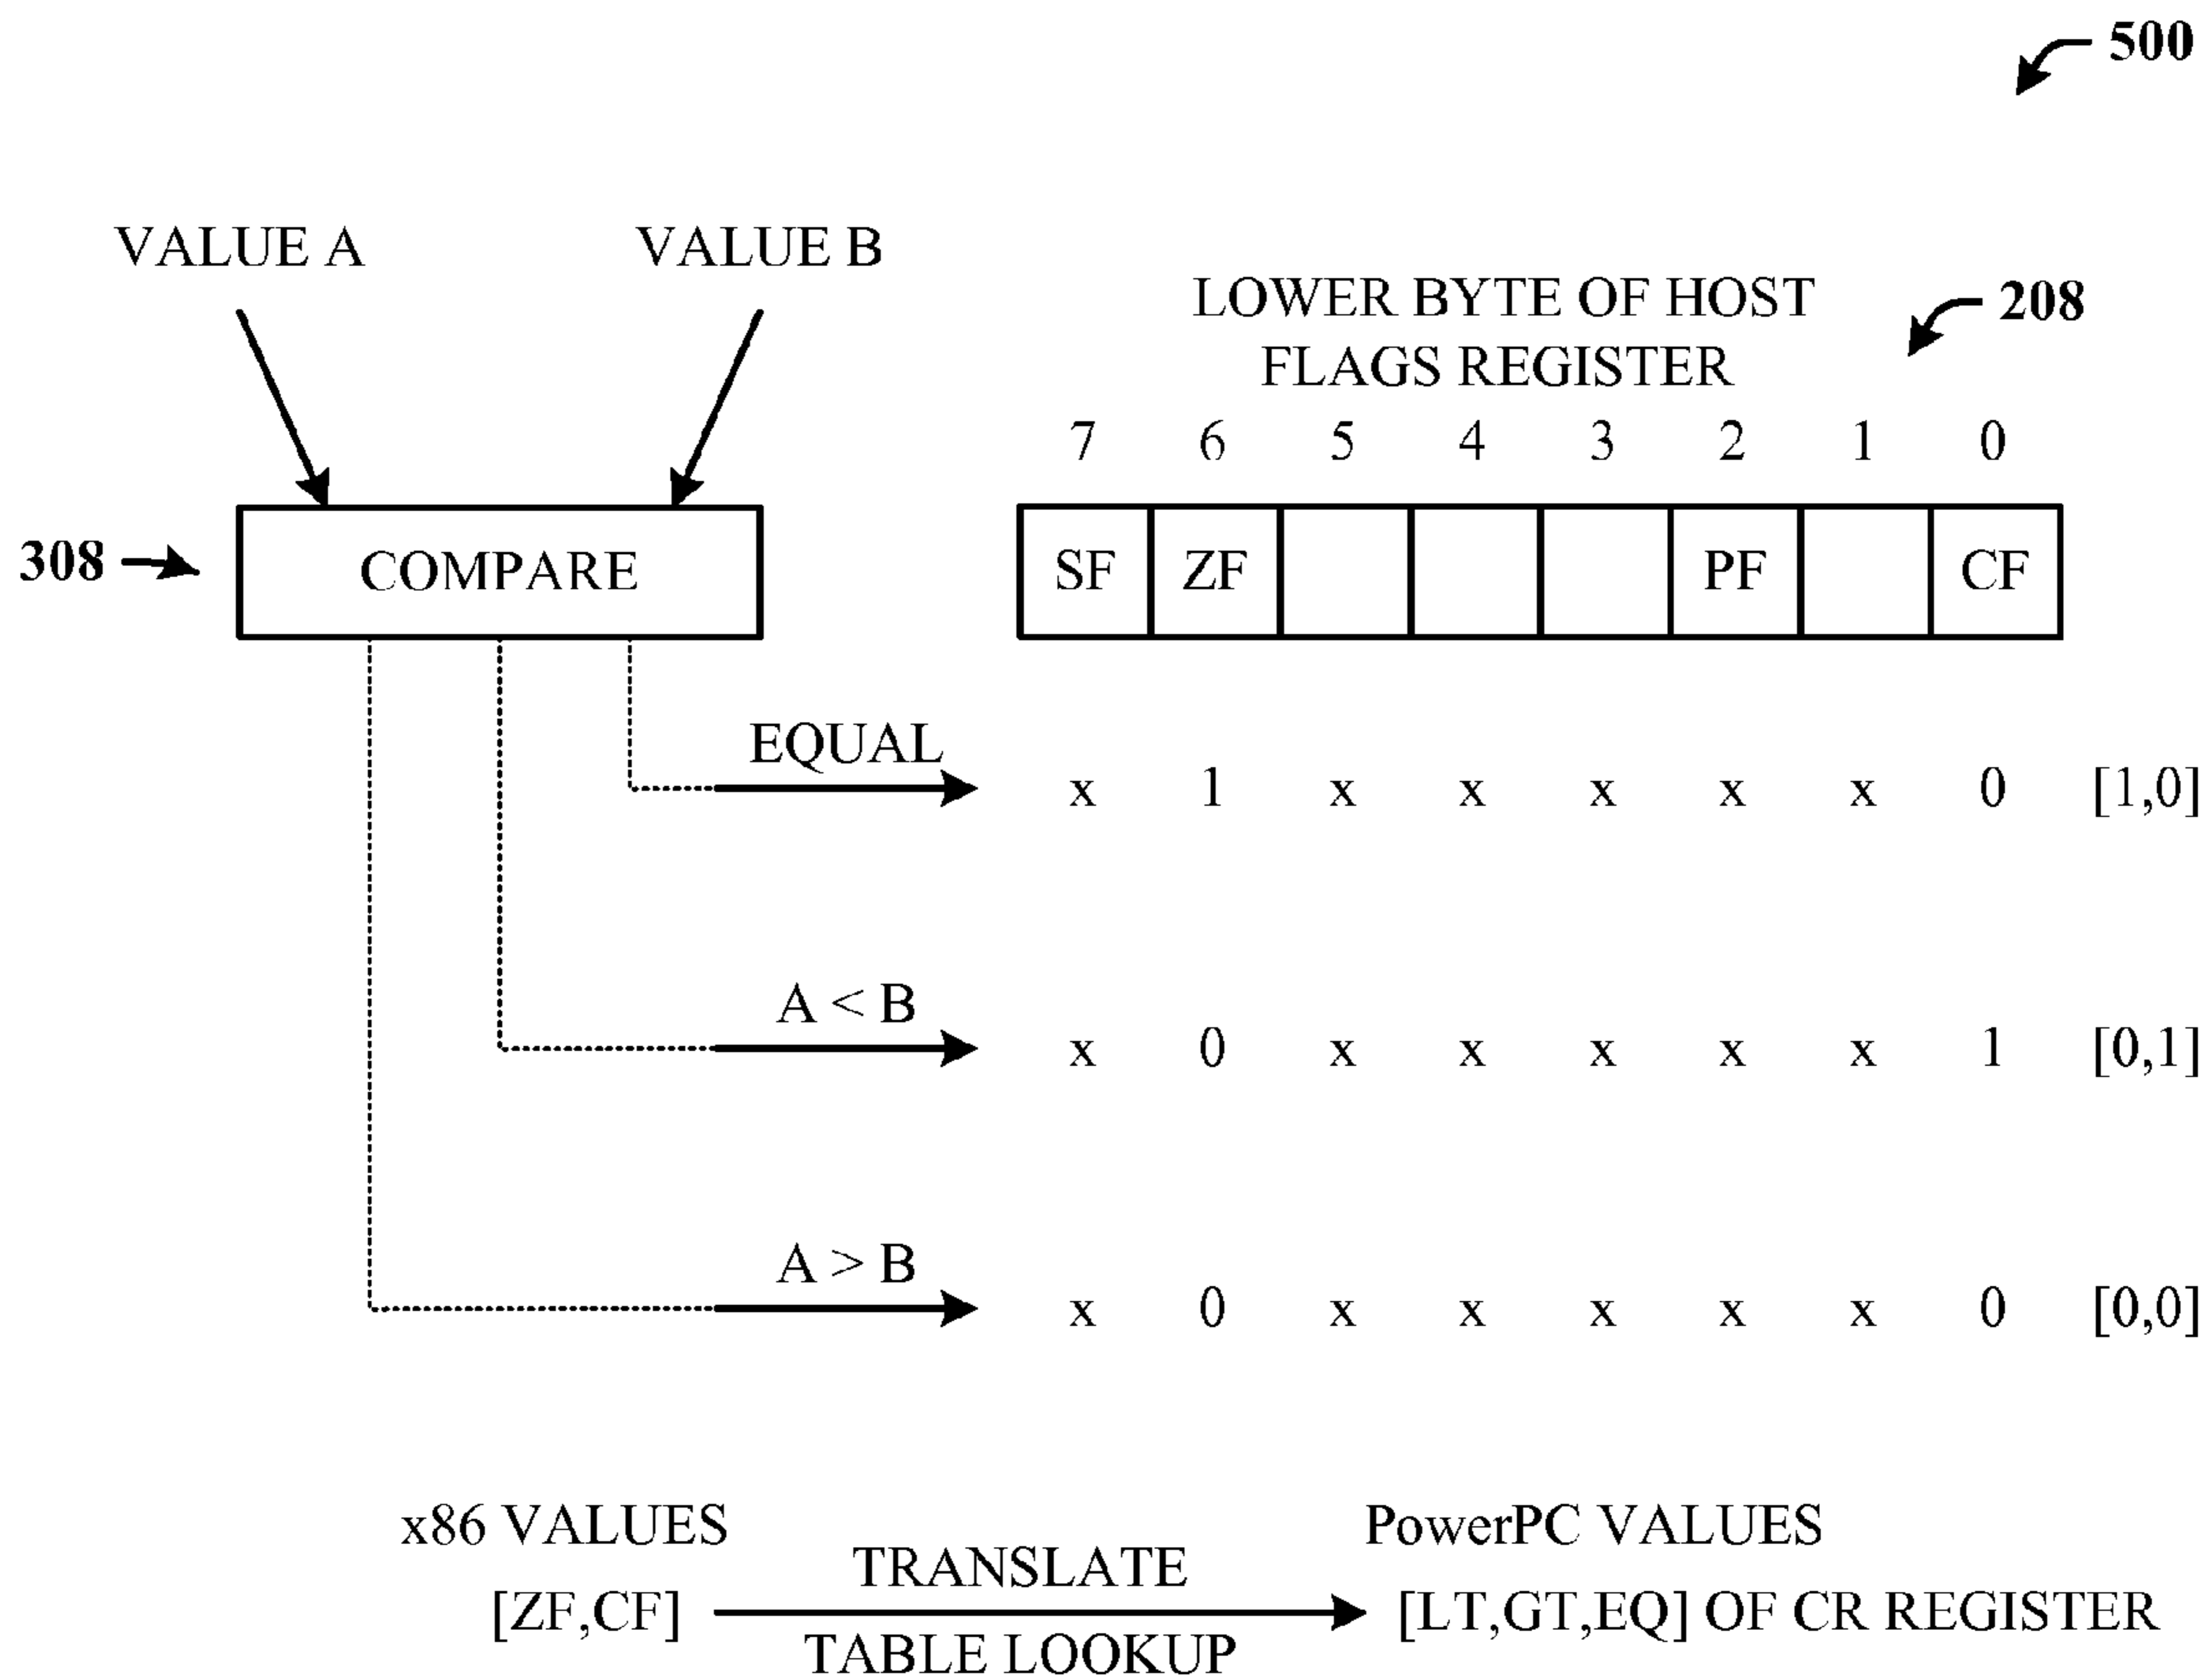 500
VALUE A VALUE B
LOWER BYTE OF HOST
FLAGS REGISTER
208
7 6 5 4 3 2 1 0
308
COMPARE
SF ZF PF CF
EQUAL
x 1 x x x x x 0 [1,0]
A < B
x 0 x x x x x 1 [0,1]
A > B
x 0 x x x x x 0 [0,0]
x86 VALUES
[ZF,CF]
TRANSLATE
TABLE LOOKUP
PowerPC VALUES
[LT,GT,EQ] OF CR REGISTER